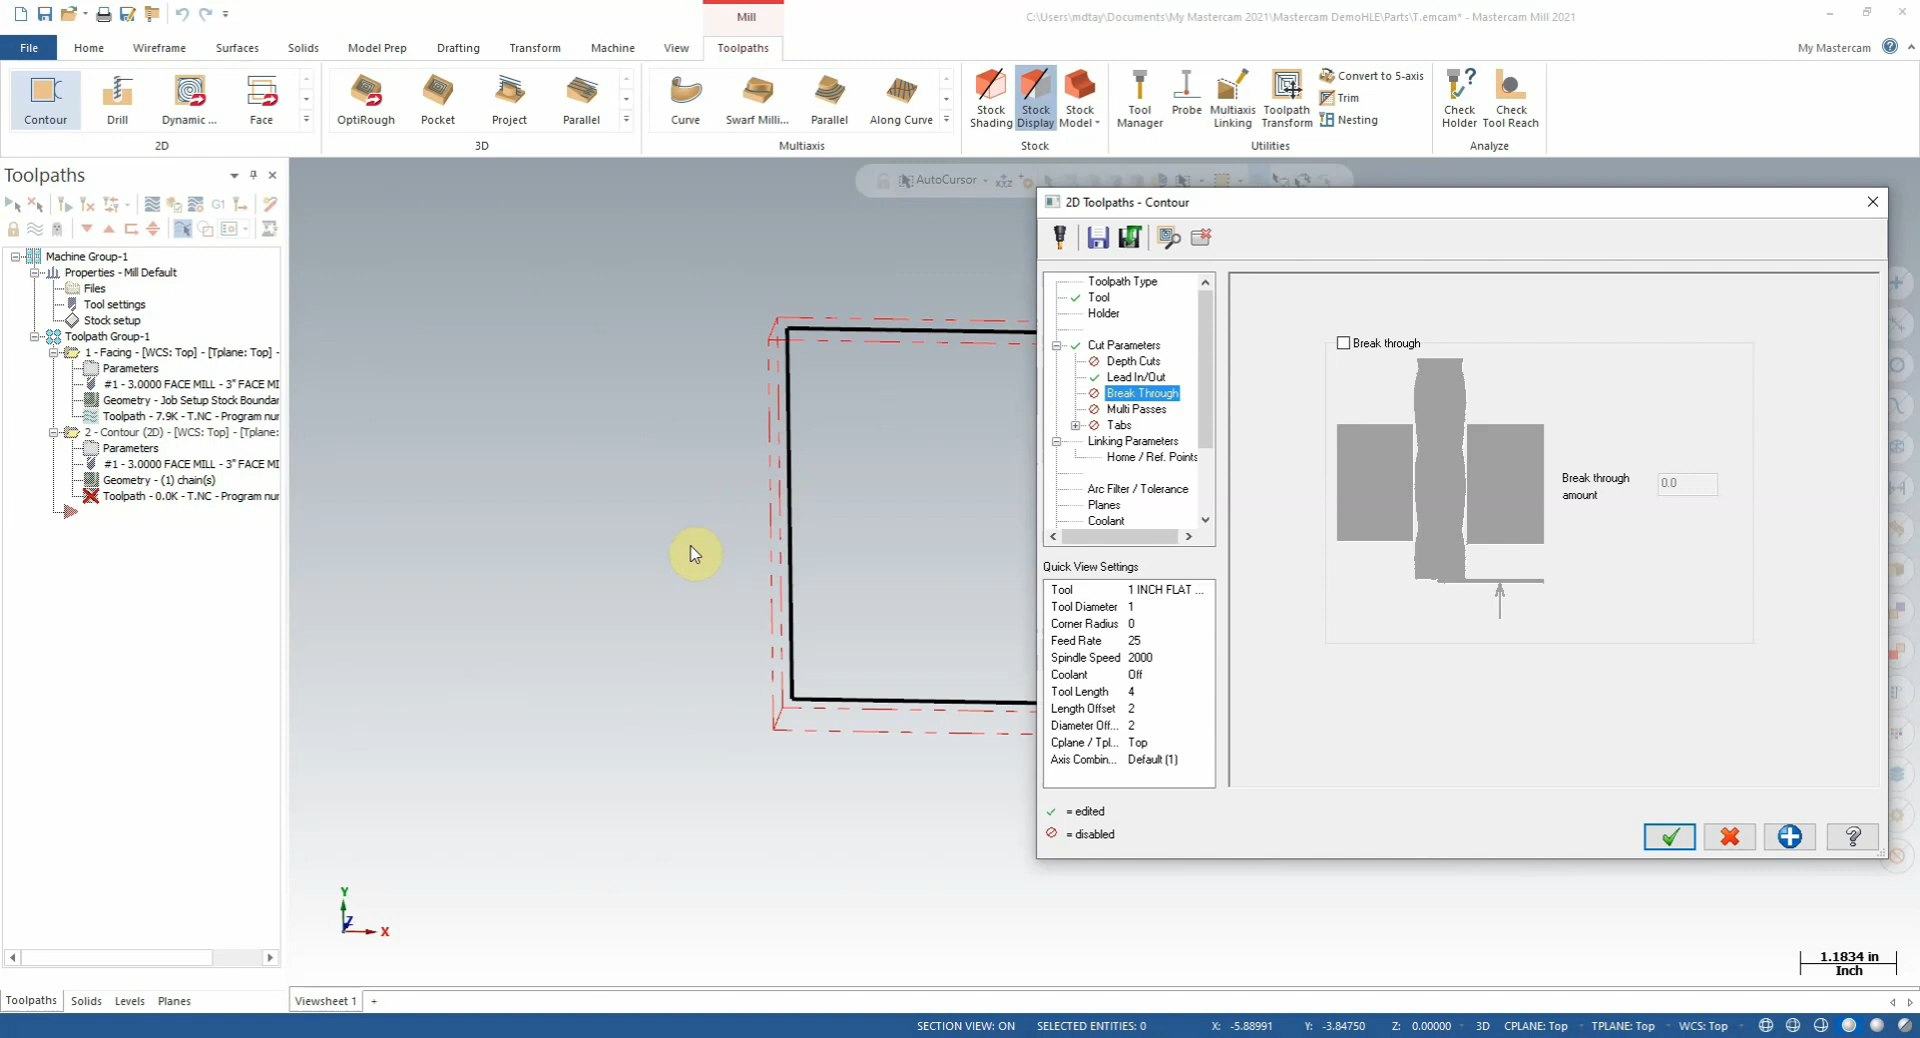 Mill
C:\Users\mdtay\Documents\My Mastercam 2021\Mastercam DemoHLE\Parts\T.emcam* - Mastercam Mill 2021
File Home Wireframe Surfaces Solids Model Prep Drafting Transform Machine View Toolpaths My Mastercam
Contour Drill Dynamic ... Face
2D
OptiRough Pocket Project Parallel
3D
Curve Swarf Milli... Parallel Along Curve
Multiaxis
Stock Shading Stock Display Stock Model
Stock
Tool Manager Probe Multiaxis Linking Toolpath Transform
Convert to 5-axis
Trim
Nesting
Utilities
Check Holder Check Tool Reach
Analyze
Toolpaths
G1
Machine Group-1
Properties - Mill Default
Files
Tool settings
Stock setup
Toolpath Group-1
1 - Facing - [WCS: Top] - [Tplane: Top] -
Parameters
#1 - 3.0000 FACE MILL - 3" FACE MI
Geometry - Job Setup Stock Boundar
Toolpath - 7.9K - T.NC - Program nur
2 - Contour (2D) - [WCS: Top] - [Tplane:
Parameters
#1 - 3.0000 FACE MILL - 3" FACE MI
Geometry - (1) chain(s)
Toolpath - 0.0K - T.NC - Program nur
AutoCursor
2D Toolpaths - Contour
Toolpath Type
Tool
Holder
Cut Parameters
Depth Cuts
Lead In/Out
Break Through
Multi Passes
Tabs
Linking Parameters
Home / Ref. Points
Arc Filter / Tolerance
Planes
Coolant
Quick View Settings
Tool 1 INCH FLAT ...
Tool Diameter 1
Corner Radius 0
Feed Rate 25
Spindle Speed 2000
Coolant Off
Tool Length 4
Length Offset 2
Diameter Off... 2
Cplane / Tpl... Top
Axis Combin... Default (1)
= edited
= disabled
Break through
Break through amount 0.0
Y
Z
X
1.1834 in
Inch
Toolpaths Solids Levels Planes
Viewsheet 1 +
SECTION VIEW: ON SELECTED ENTITIES: 0 X: -5.88991 Y: -3.84750 Z: 0.00000 3D CPLANE: Top TPLANE: Top WCS: Top